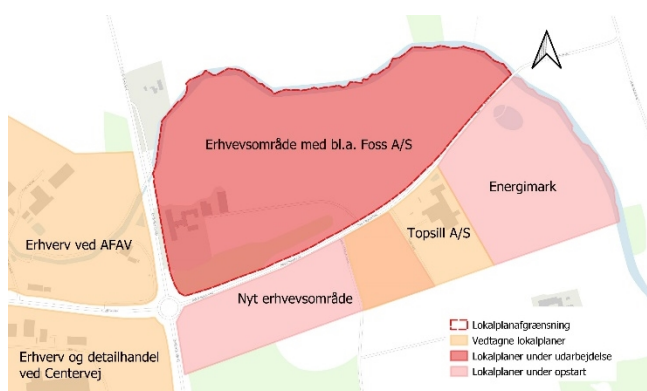 Erhvevsområde med bl.a. Foss A/S
Energimark
Topsill A/S
Erhverv ved AFAV
Nyt erhvervsområde
Erhverv og detailhandel
ved Centervej
Lokalplanafgrænsning
Vedtagne lokalplaner
Lokalplaner under udarbejdelse
Lokalplaner under opstart